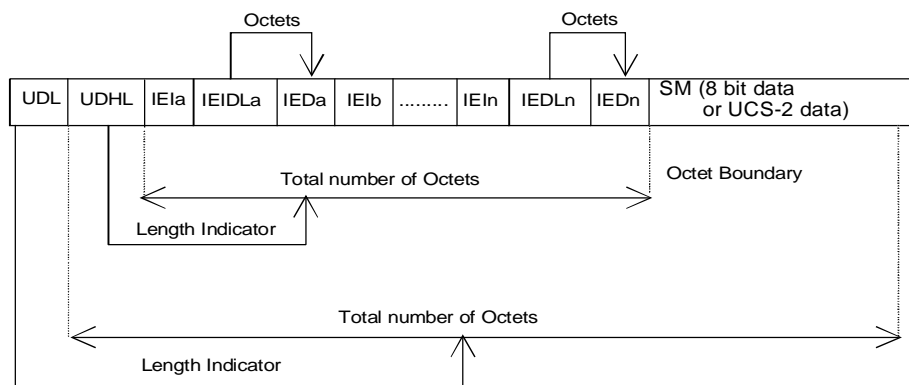 Octets Octets
UDL UDHL IEIa IEIDLa IEDa IEIb ......... IEIn IEDLn IEDn SM (8 bit data
or UCS-2 data)
Total number of Octets Octet Boundary
Length Indicator
Total number of Octets
Length Indicator